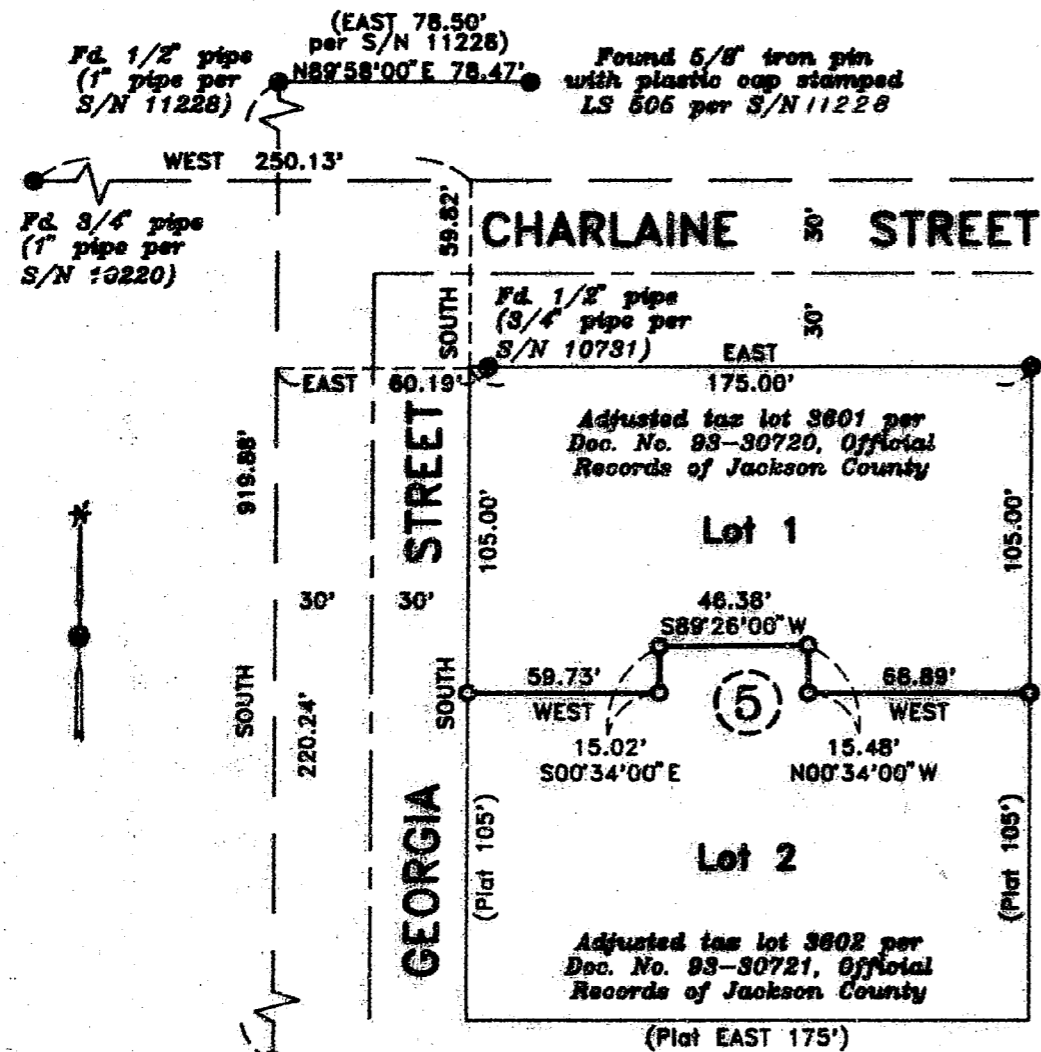 (EAST 78.50'
per S/N 11228)
N89°58'00"E 78.47'
Fd. 1/2" pipe
(1" pipe per
S/N 11228)
Found 5/8" iron pin
with plastic cap stamped
LS 505 per S/N 11228
WEST 250.13'
Fd. 3/4" pipe
(1" pipe per
S/N 10220)
59.82'
SOUTH
CHARLAINE STREET
30'
30'
Fd. 1/2" pipe
(3/4" pipe per
S/N 10731)
EAST 60.19'
EAST
175.00'
Adjusted tax lot 3601 per
Doc. No. 93-30720, Official
Records of Jackson County
Lot 1
105.00'
105.00'
919.88'
SOUTH
220.24'
30'
30'
GEORGIA STREET
SOUTH
46.38'
S89°26'00"W
59.73'
WEST
5
68.89'
WEST
15.02'
S00°34'00"E
15.48'
N00°34'00"W
(Plat 105')
(Plat 105')
Lot 2
Adjusted tax lot 3602 per
Doc. No. 93-30721, Official
Records of Jackson County
(Plat EAST 175')